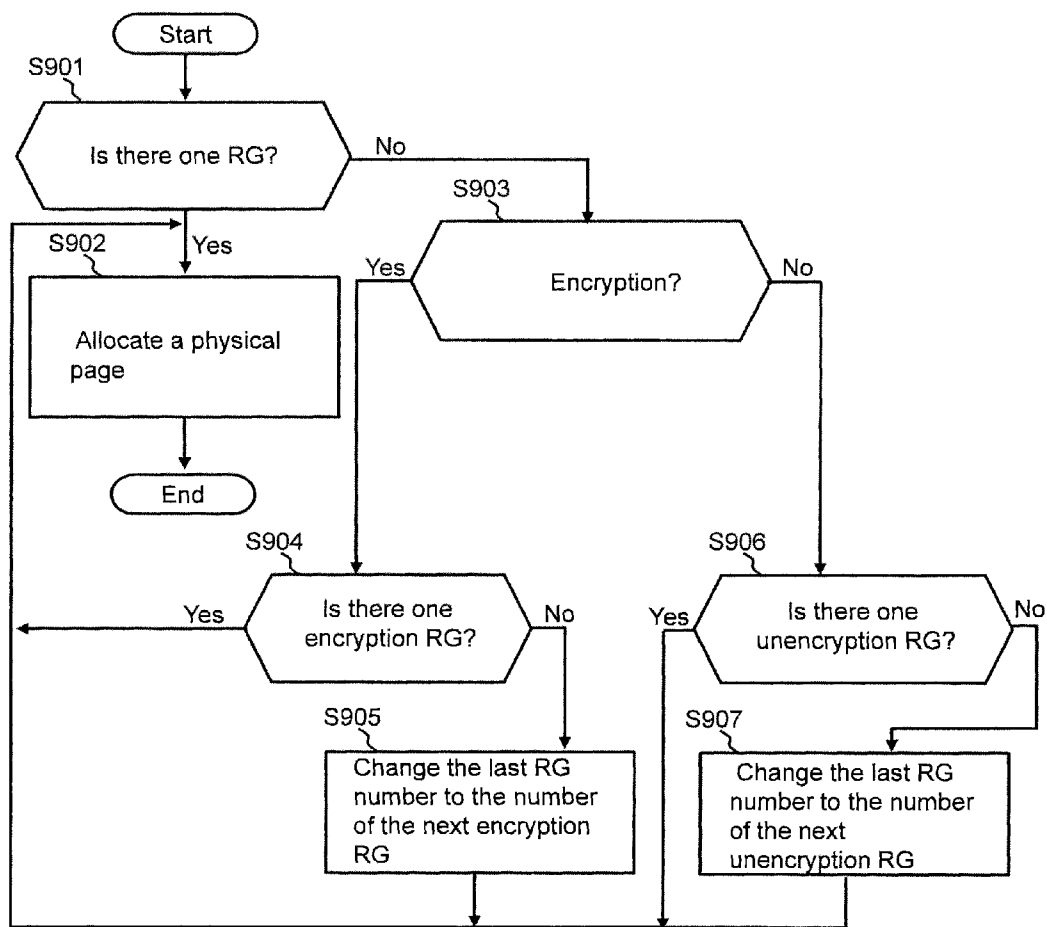 Start
S901
Is there one RG?
No
S903
S902
Yes
Yes
Encryption?
No
Allocate a physical
page
End
S904
S906
Yes
Is there one
encryption RG?
No
Yes
Is there one
unencryption RG?
No
S905
S907
Change the last RG
number to the number
of the next encryption
RG
Change the last RG
number to the number
of the next
unencryption RG